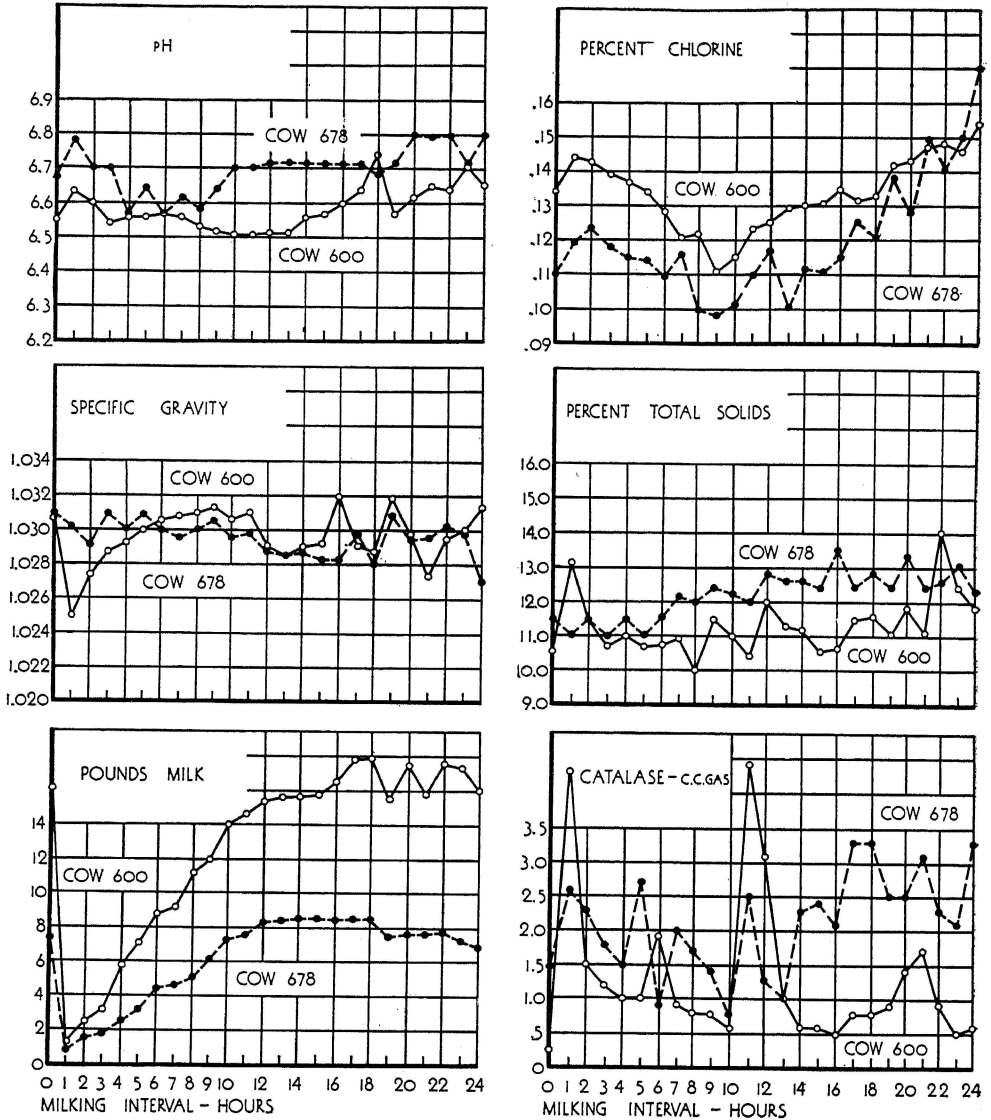 pH
6.9
6.8
6.7
6.6
6.5
6.4
6.3
6.2
COW 678
COW 600
PERCENT CHLORINE
.16
.15
.14
.13
.12
.11
.10
.09
COW 600
COW 678
SPECIFIC GRAVITY
1.034
1.032
1.030
1.028
1.026
1.024
1.022
1.020
COW 600
COW 678
PERCENT TOTAL SOLIDS
16.0
15.0
14.0
13.0
12.0
11.0
10.0
9.0
COW 678
COW 600
POUNDS MILK
14
12
10
8
6
4
2
0
COW 600
COW 678
0 1 2 3 4 5 6 7 8 9 10 12 14 16 18 20 22 24
MILKING INTERVAL - HOURS
CATALASE - C.C. GAS
3.5
3.0
2.5
2.0
1.5
1.0
.5
0
COW 678
COW 600
0 1 2 3 4 5 6 7 8 9 10 12 14 16 18 20 22 24
MILKING INTERVAL - HOURS